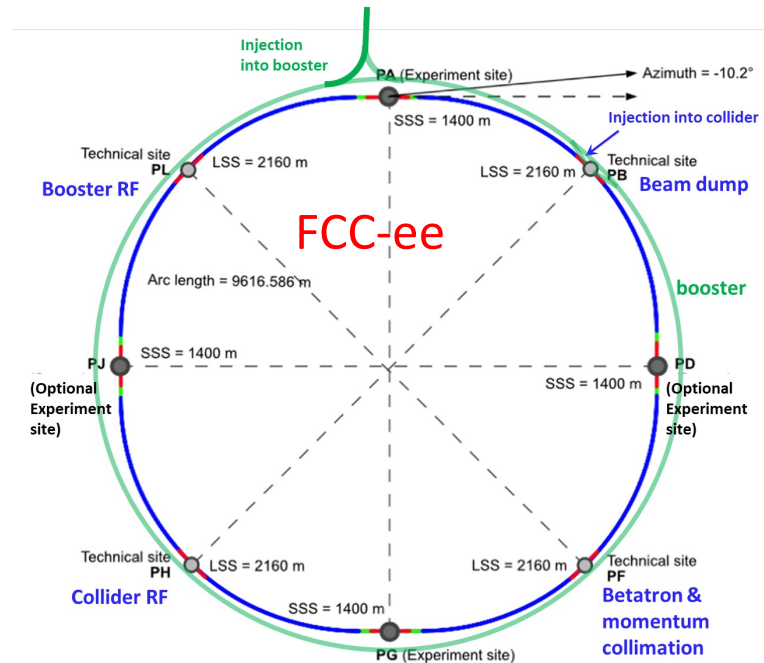 Injection
into booster
PA (Experiment site)
Azimuth = -10.2°
SSS = 1400 m
Injection into collider
Technical site
PL
LSS = 2160 m
Booster RF
LSS = 2160 m
Technical site
PB
Beam dump
FCC-ee
Arc length = 9616.586 m
booster
PJ
SSS = 1400 m
(Optional
Experiment
site)
PD
SSS = 1400 m
(Optional
Experiment
site)
Technical site
PH
LSS = 2160 m
Collider RF
LSS = 2160 m
Technical site
PF
Betatron &
momentum
collimation
SSS = 1400 m
PG (Experiment site)